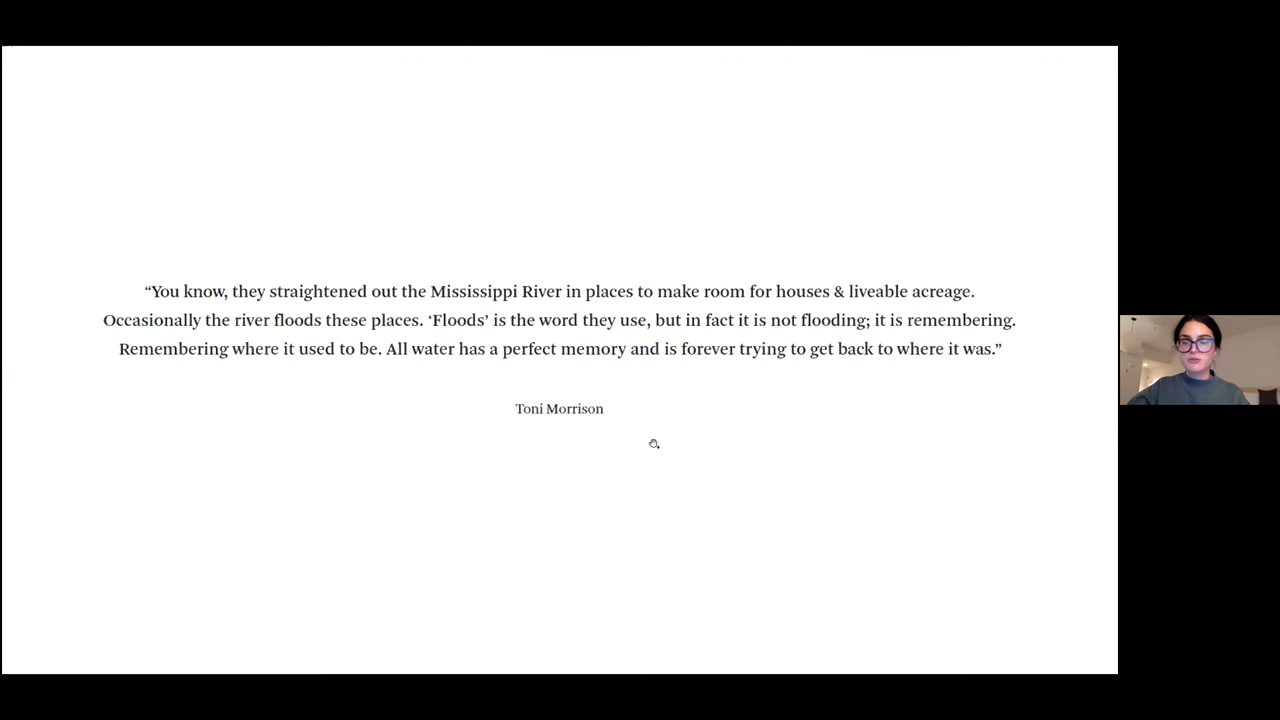 “You know, they straightened out the Mississippi River in places to make room for houses & liveable acreage.
Occasionally the river floods these places. ‘Floods’ is the word they use, but in fact it is not flooding; it is remembering.
Remembering where it used to be. All water has a perfect memory and is forever trying to get back to where it was.”
Toni Morrison